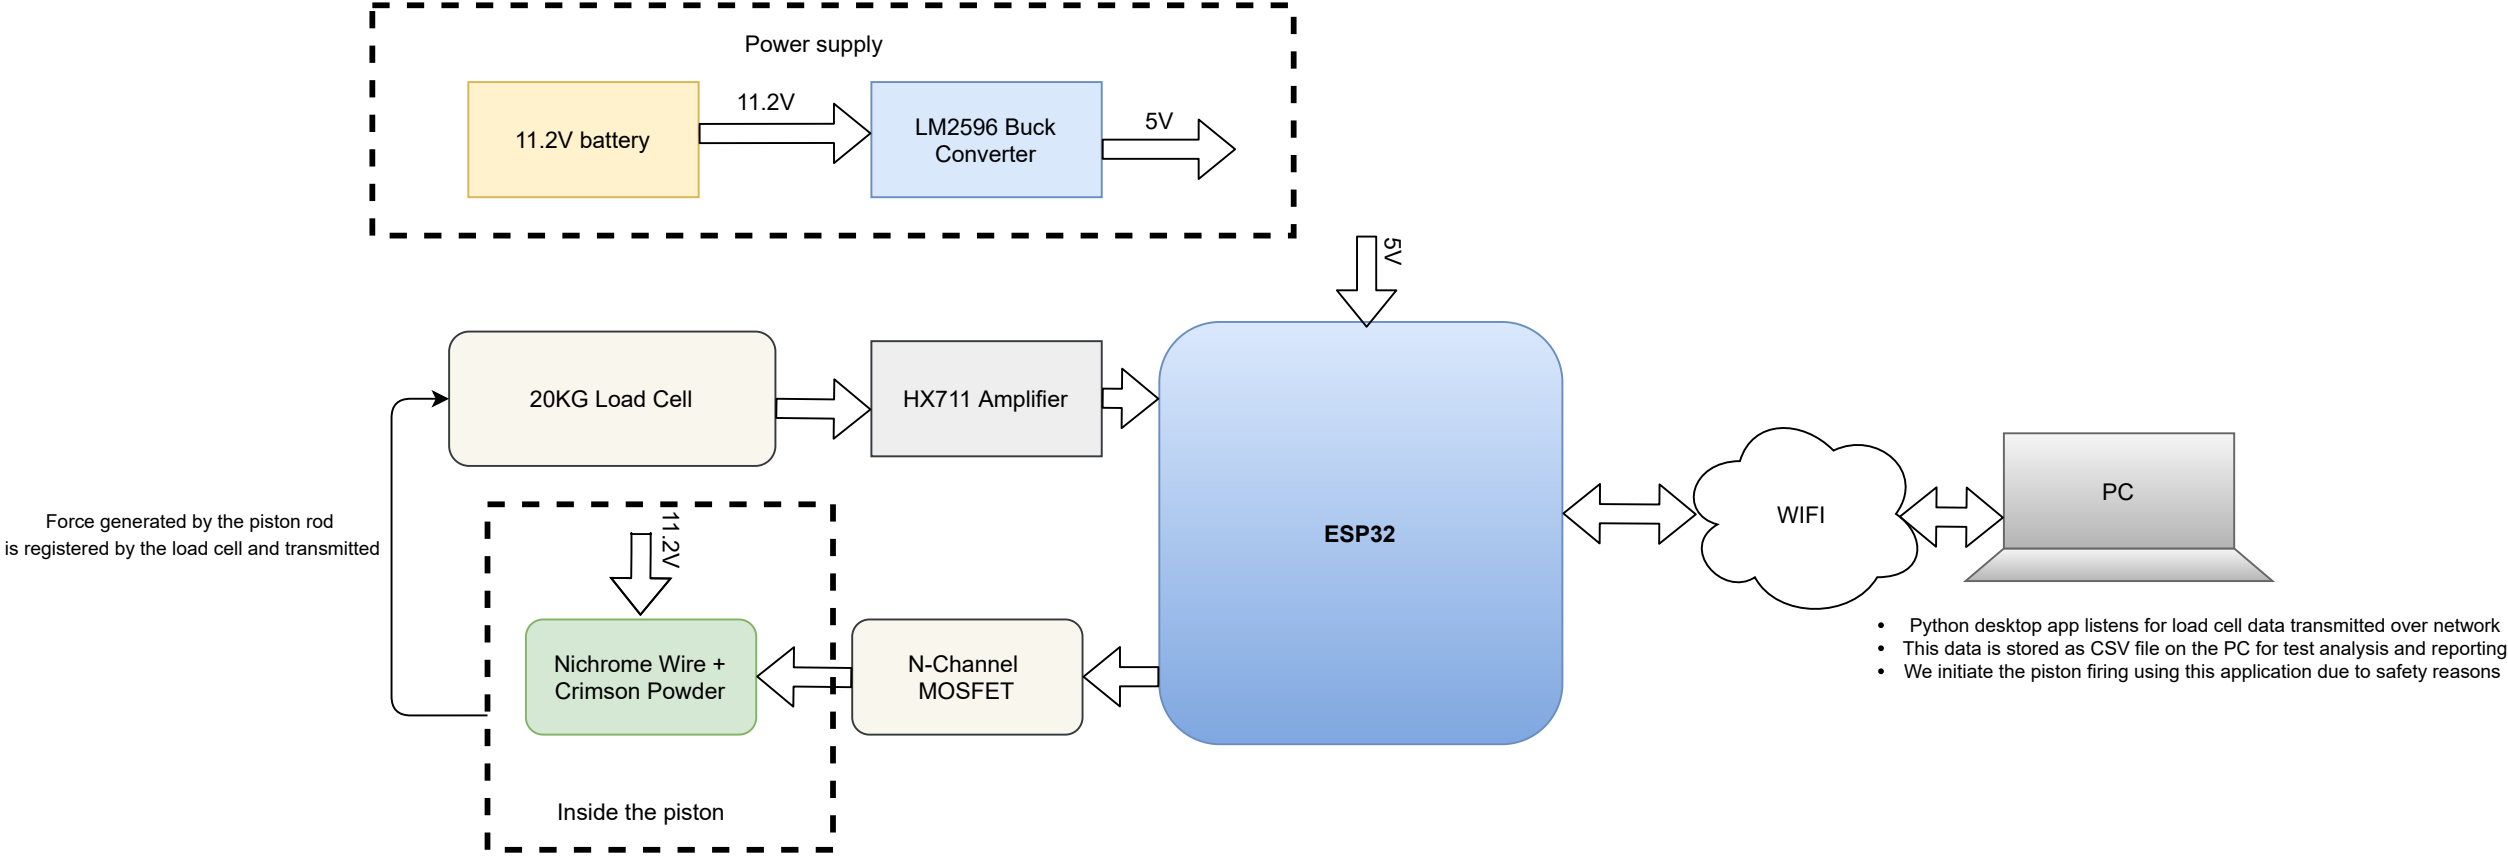 Power supply
11.2V battery
11.2V
LM2596 Buck
Converter
5V
5V
20KG Load Cell
HX711 Amplifier
ESP32
WIFI
PC
Force generated by the piston rod
is registered by the load cell and transmitted
11.2V
Nichrome Wire +
Crimson Powder
N-Channel
MOSFET
Inside the piston
• Python desktop app listens for load cell data transmitted over network
• This data is stored as CSV file on the PC for test analysis and reporting
• We initiate the piston firing using this application due to safety reasons